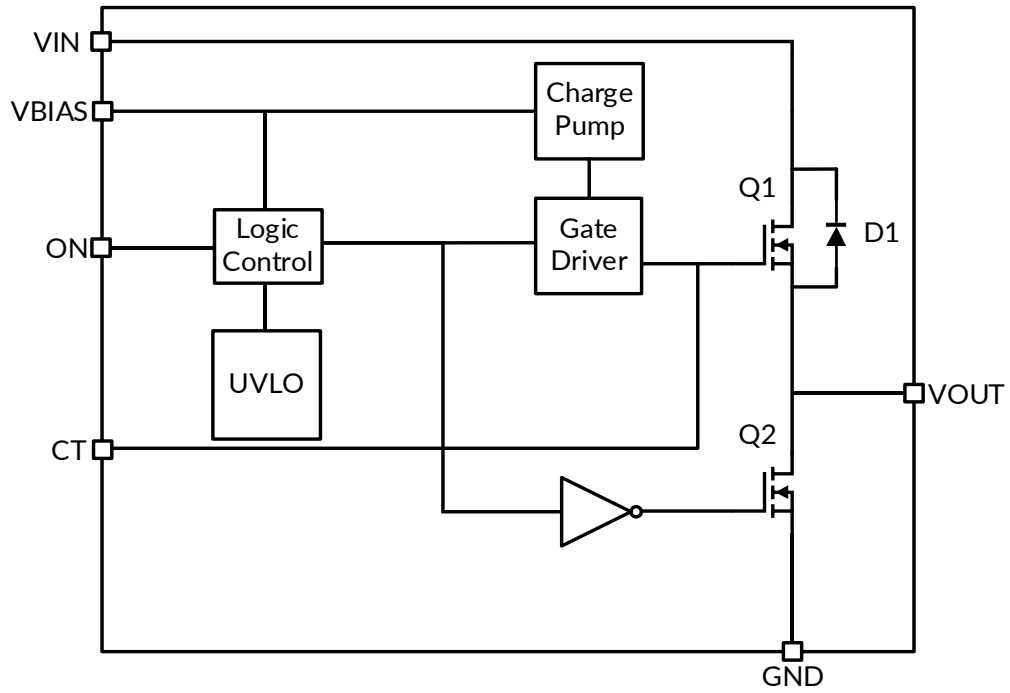 VIN
VBIAS
Charge
Pump
Q1
Logic
Control
Gate
Driver
ON
D1
UVLO
VOUT
CT
Q2
GND